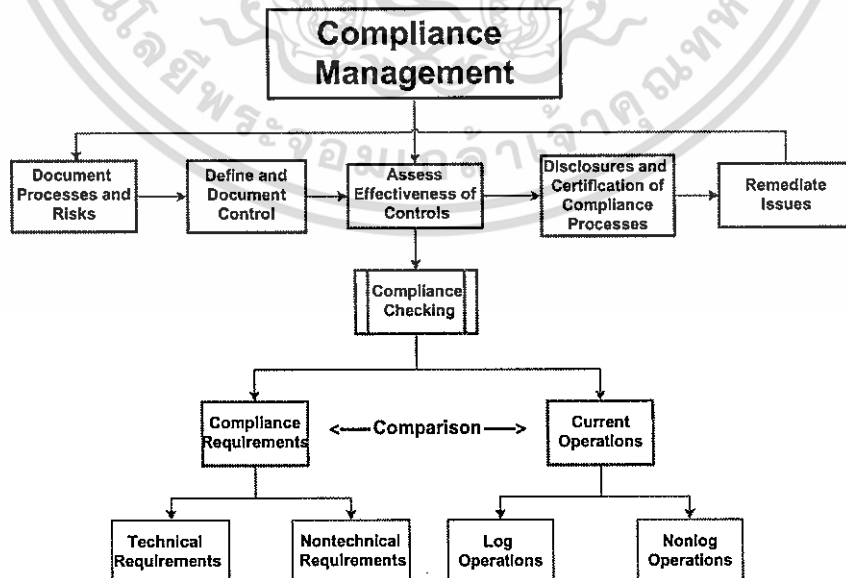 Compliance
Management
Document
Processes and
Risks
Define and
Document
Control
Assess
Effectiveness of
Controls
Disclosures and
Certification of
Compliance
Processes
Remediate
Issues
Compliance
Checking
Compliance
Requirements
<-- Comparison -->
Current
Operations
Technical
Requirements
Nontechnical
Requirements
Log
Operations
Nonlog
Operations